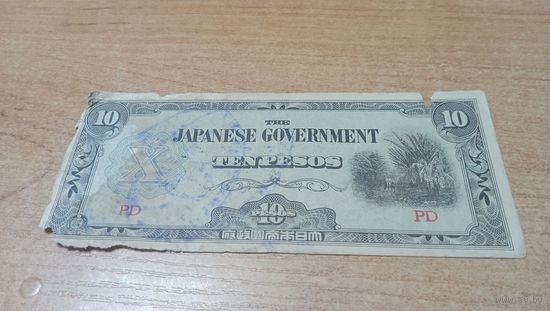 10 10
THE
JAPANESE GOVERNMENT
TEN PESOS
X
PD PD
10
PESOS
府政國帝本日大